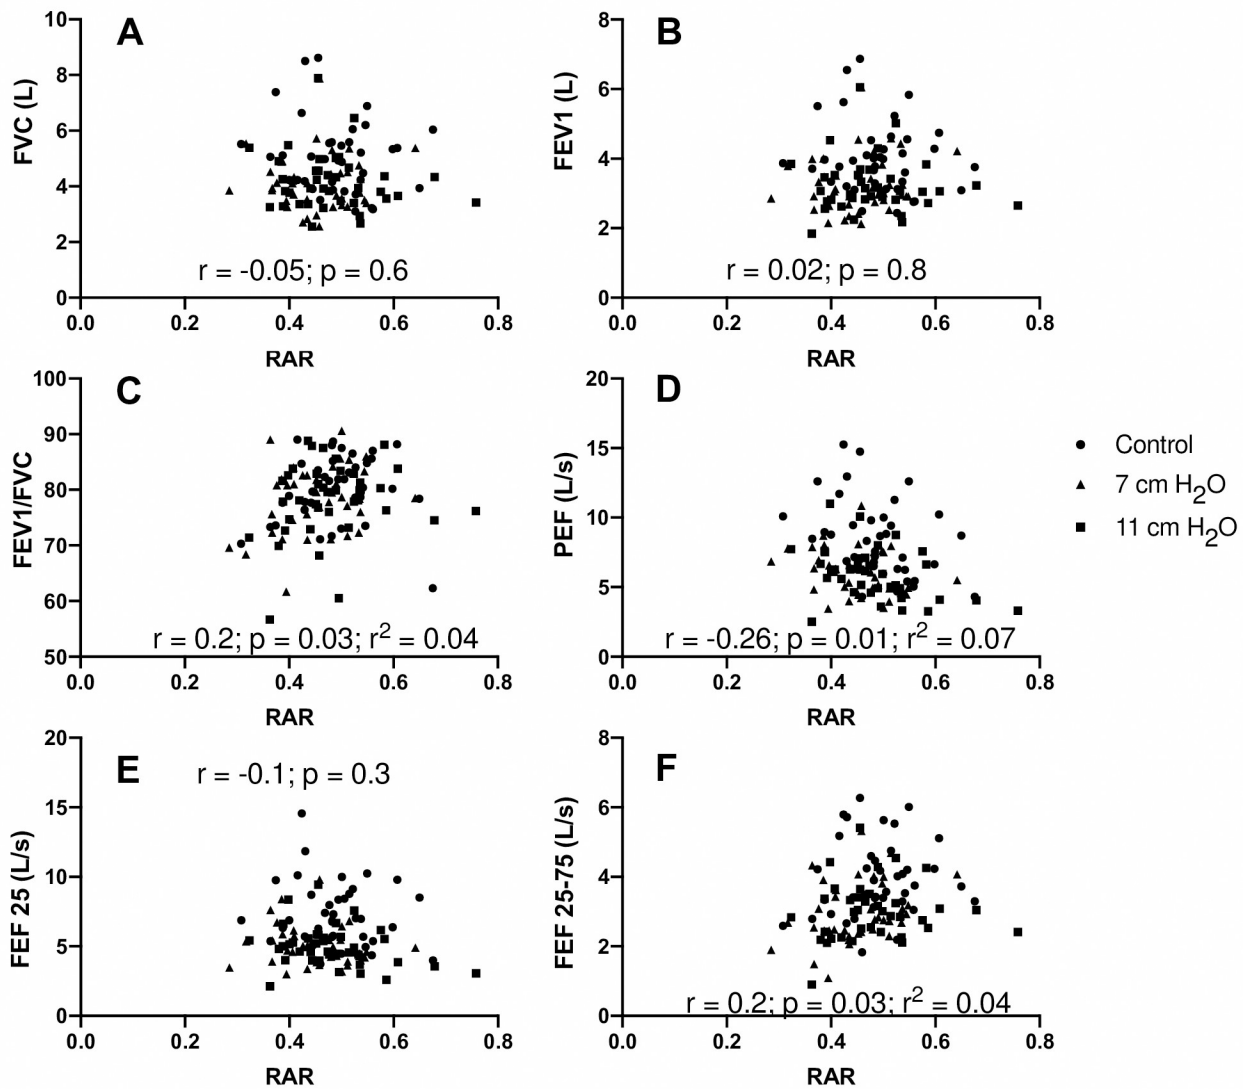 A
FVC (L)
10
8
6
4
2
0
r = -0.05; p = 0.6
0.0 0.2 0.4 0.6 0.8
RAR
B
FEV1 (L)
8
6
4
2
0
r = 0.02; p = 0.8
0.0 0.2 0.4 0.6 0.8
RAR
C
FEV1/FVC
100
90
80
70
60
50
r = 0.2; p = 0.03; r² = 0.04
0.0 0.2 0.4 0.6 0.8
RAR
D
PEF (L/s)
20
15
10
5
0
r = -0.26; p = 0.01; r² = 0.07
0.0 0.2 0.4 0.6 0.8
RAR
Control
7 cm H₂O
11 cm H₂O
E
FEF 25 (L/s)
20
15
10
5
0
r = -0.1; p = 0.3
0.0 0.2 0.4 0.6 0.8
RAR
F
FEF 25-75 (L/s)
8
6
4
2
0
r = 0.2; p = 0.03; r² = 0.04
0.0 0.2 0.4 0.6 0.8
RAR